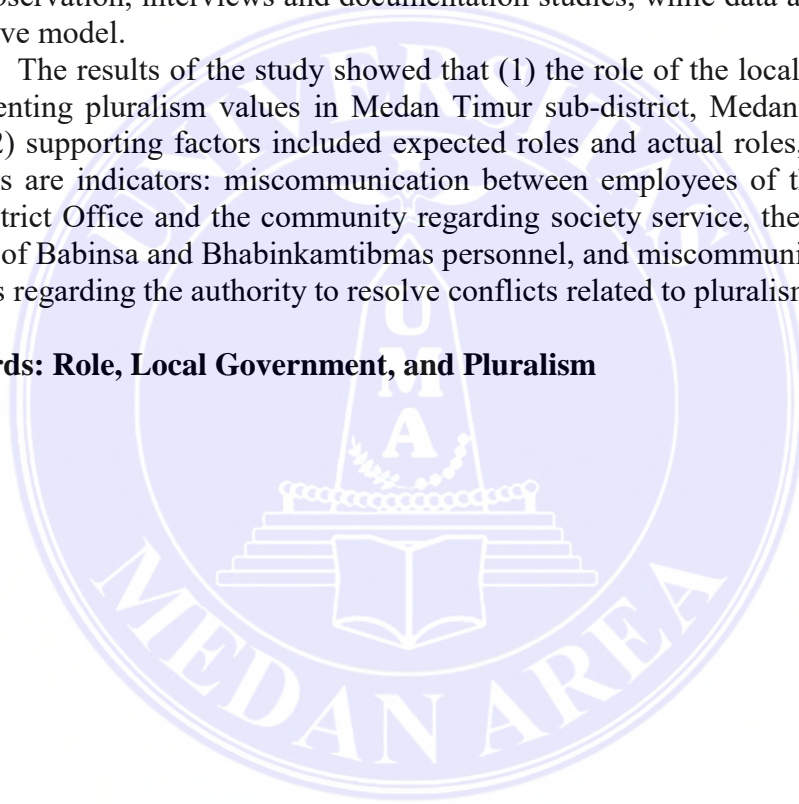 observation, interviews and documentation studies, while data a
ve model.
The results of the study showed that (1) the role of the local
enting pluralism values in Medan Timur sub-district, Medan
2) supporting factors included expected roles and actual roles,
s are indicators: miscommunication between employees of t
strict Office and the community regarding society service, the
of Babinsa and Bhabinkamtibmas personnel, and miscommuni
s regarding the authority to resolve conflicts related to pluralism
rds: Role, Local Government, and Pluralism
UNIVERSITAS
UMA
MEDAN AREA